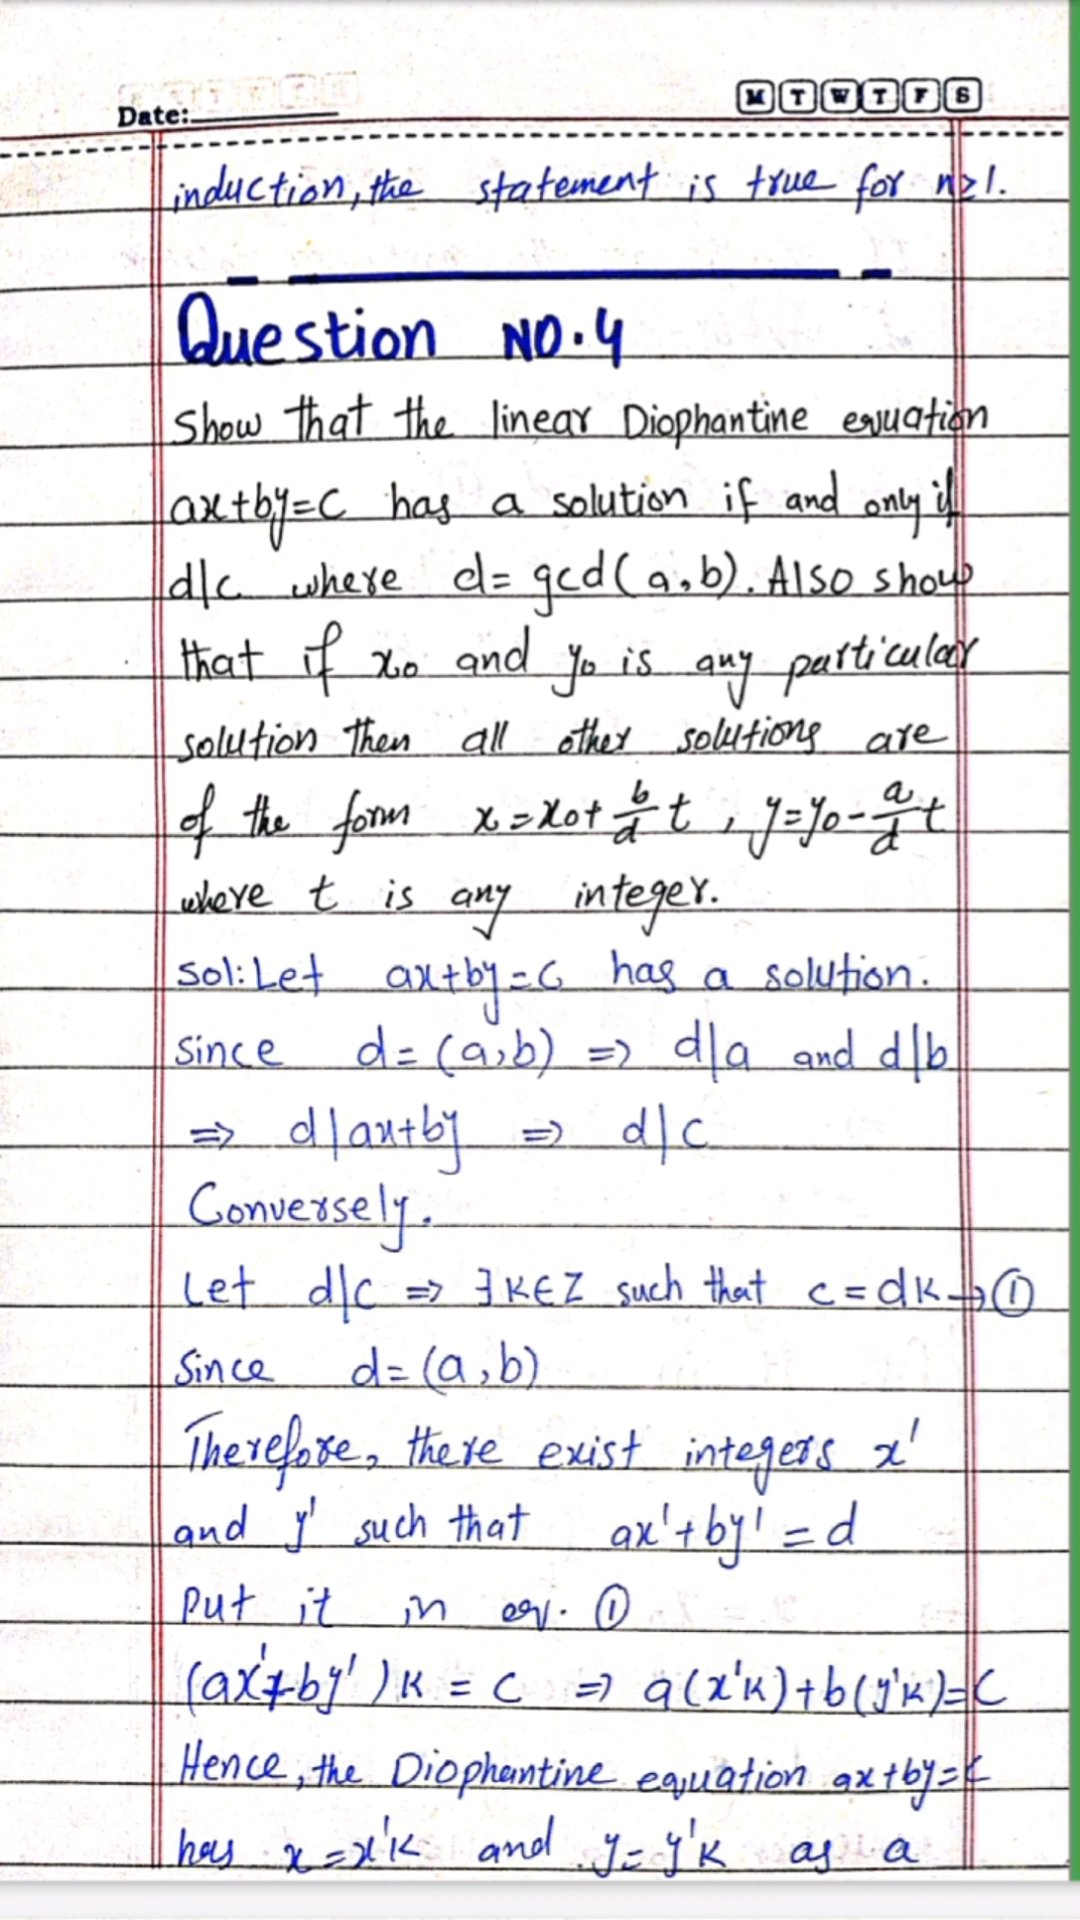 Date:
M T W T F S
induction, the statement is true for n≥1.
Question NO.4
Show that the linear Diophantine equation
ax+by=c has a solution if and only if
d|c where d= gcd(a,b). Also show
that if x₀ and y₀ is any particular
solution then all other solutions are
of the form x=x₀+ b/d t , y=y₀- a/d t
where t is any integer.
Sol: Let ax+by=c has a solution.
Since d=(a,b) => d|a and d|b
=> d|ax+by => d|c
Conversely.
Let d|c => ∃ K∈Z such that c=dK → ①
Since d=(a,b)
Therefore, there exist integers x'
and y' such that ax'+by'=d
Put it in eq. ①
(ax'+by')K = c => a(x'K)+b(y'K)=c
Hence, the Diophantine equation ax+by=c
has x=x'K and y=y'K as a